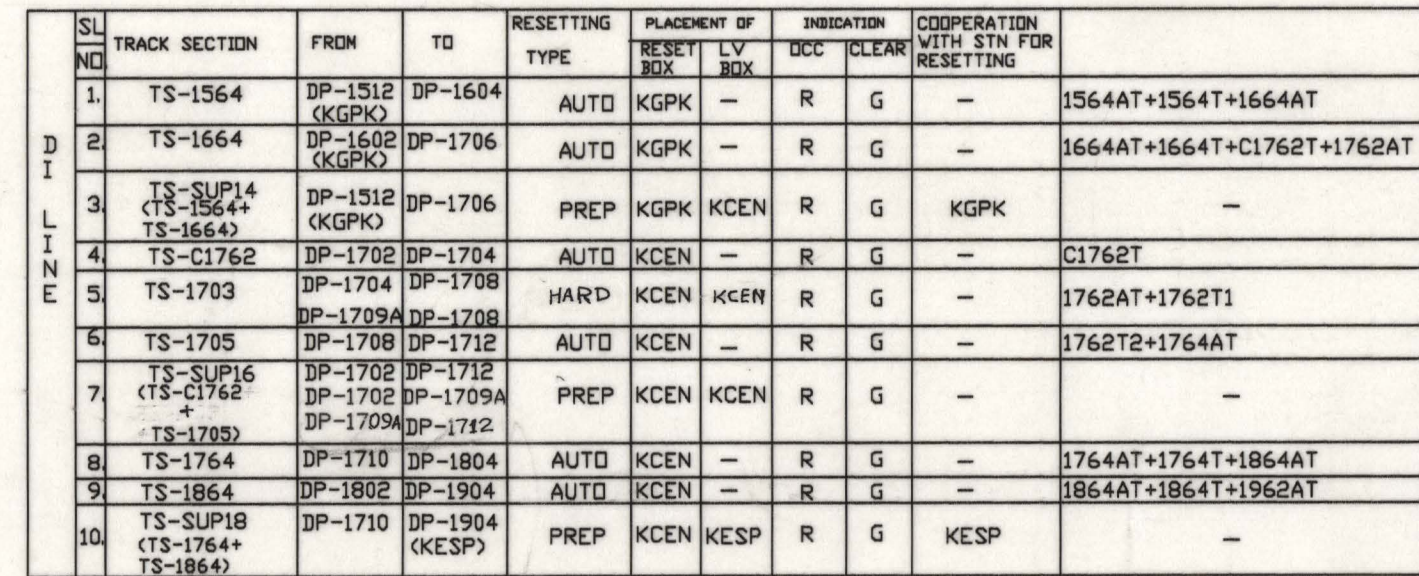 SL NO. TRACK SECTION FROM TO RESETTING TYPE PLACEMENT OF RESET BOX LV BOX INDICATION OCC CLEAR COOPERATION WITH STN FOR RESETTING
DI LINE
1. TS-1564 DP-1512 (KGPK) DP-1604 AUTO KGPK — R G — 1564AT+1564T+1664AT
2. TS-1664 DP-1602 (KGPK) DP-1706 AUTO KGPK — R G — 1664AT+1664T+C1762T+1762AT
3. TS-SUP14 (TS-1564+ TS-1664) DP-1512 (KGPK) DP-1706 PREP KGPK KCEN R G KGPK —
4. TS-C1762 DP-1702 DP-1704 AUTO KCEN — R G — C1762T
5. TS-1703 DP-1704 DP-1708 HARD KCEN KCEN R G — 1762AT+1762T1
DP-1709A DP-1708
6. TS-1705 DP-1708 DP-1712 AUTO KCEN — R G — 1762T2+1764AT
7. TS-SUP16 (TS-C1762 + TS-1705) DP-1702 DP-1712 PREP KCEN KCEN R G — —
DP-1702 DP-1709A
DP-1709A DP-1712
8. TS-1764 DP-1710 DP-1804 AUTO KCEN — R G — 1764AT+1764T+1864AT
9. TS-1864 DP-1802 DP-1904 AUTO KCEN — R G — 1864AT+1864T+1962AT
10. TS-SUP18 (TS-1764+ TS-1864) DP-1710 DP-1904 (KESP) PREP KCEN KESP R G KESP —